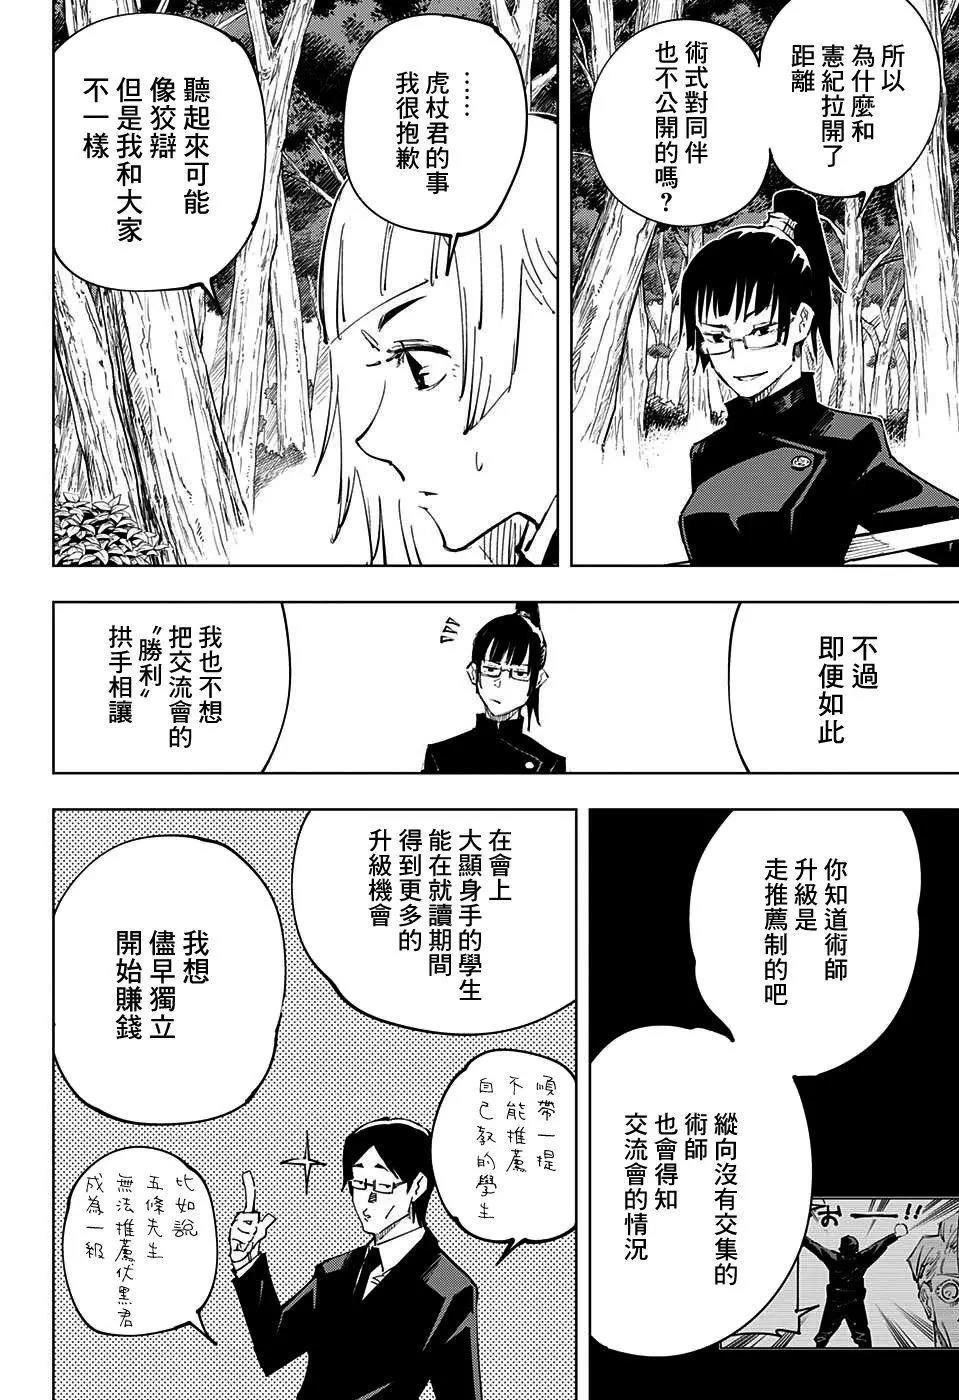 所以
為什麼和
憲紀拉開了
距離
術式對同伴
也不公開的嗎?
……
虎杖君的事
我很抱歉
聽起來可能
像狡辯
但是我和大家
不一樣
不過
即便如此
我也不想
把交流會的
〝勝利〞
拱手相讓
你知道術師
升級是
走推薦制的吧
縱向沒有交集的
術師
也會得知
交流會的情況
おーー!!
在會上
大顯身手的學生
能在就讀期間
得到更多的
升級機會
我想
儘早獨立
開始賺錢
順帶一提
不能推薦
自己教的學生
比如說
五條先生
無法推薦伏黑君
成為一級